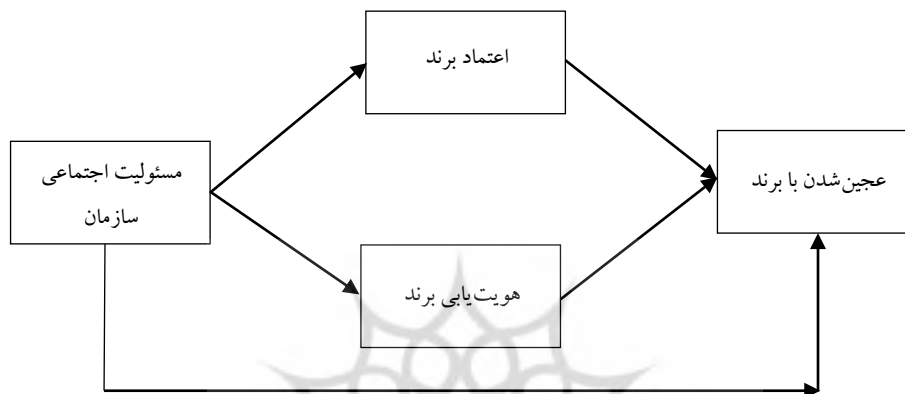 اعتماد برند
مسئولیت اجتماعی
سازمان
عجین‌شدن با برند
هویت‌یابی برند